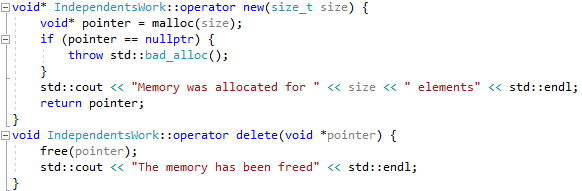 void* IndependentsWork::operator new(size_t size) {
    void* pointer = malloc(size);
    if (pointer == nullptr) {
        throw std::bad_alloc();
    }
    std::cout << "Memory was allocated for " << size << " elements" << std::endl;
    return pointer;
}
void IndependentsWork::operator delete(void *pointer) {
    free(pointer);
    std::cout << "The memory has been freed" << std::endl;
}